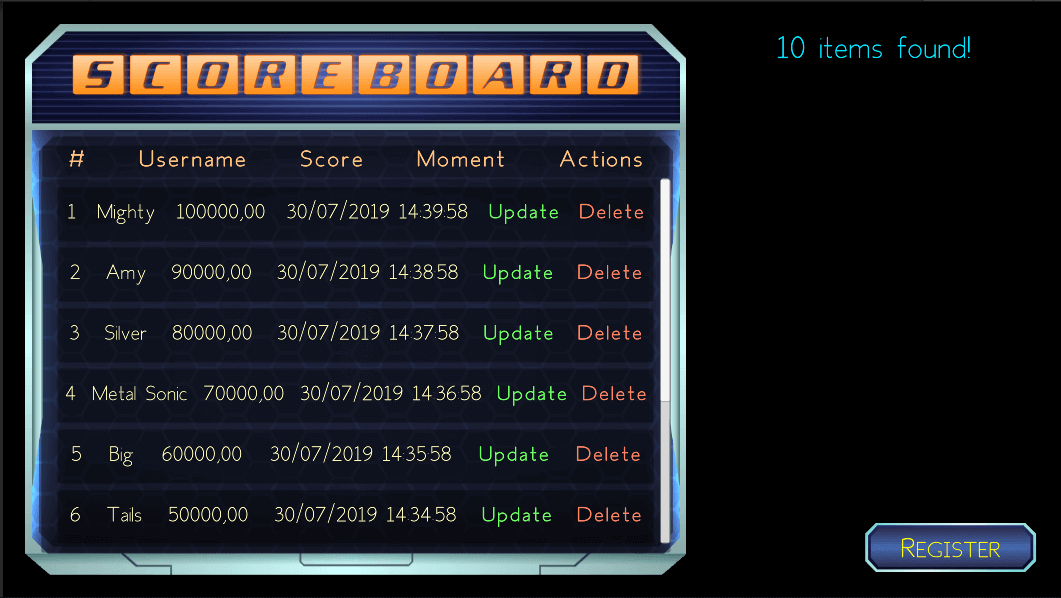 SCOREBOARD
10 items found!
# Username Score Moment Actions
1 Mighty 100000,00 30/07/2019 14:39:58 Update Delete
2 Amy 90000,00 30/07/2019 14:38:58 Update Delete
3 Silver 80000,00 30/07/2019 14:37:58 Update Delete
4 Metal Sonic 70000,00 30/07/2019 14:36:58 Update Delete
5 Big 60000,00 30/07/2019 14:35:58 Update Delete
6 Tails 50000,00 30/07/2019 14:34:58 Update Delete
REGISTER